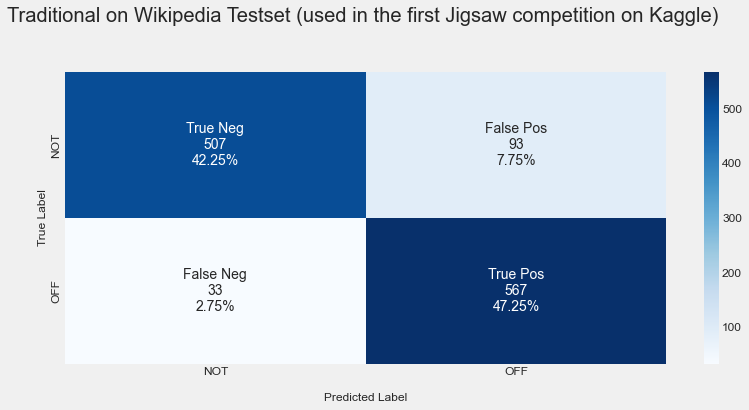 Traditional on Wikipedia Testset (used in the first Jigsaw competition on Kaggle)
True Neg
507
42.25%
False Pos
93
7.75%
False Neg
33
2.75%
True Pos
567
47.25%
NOT
OFF
True Label
NOT
OFF
Predicted Label
500
400
300
200
100